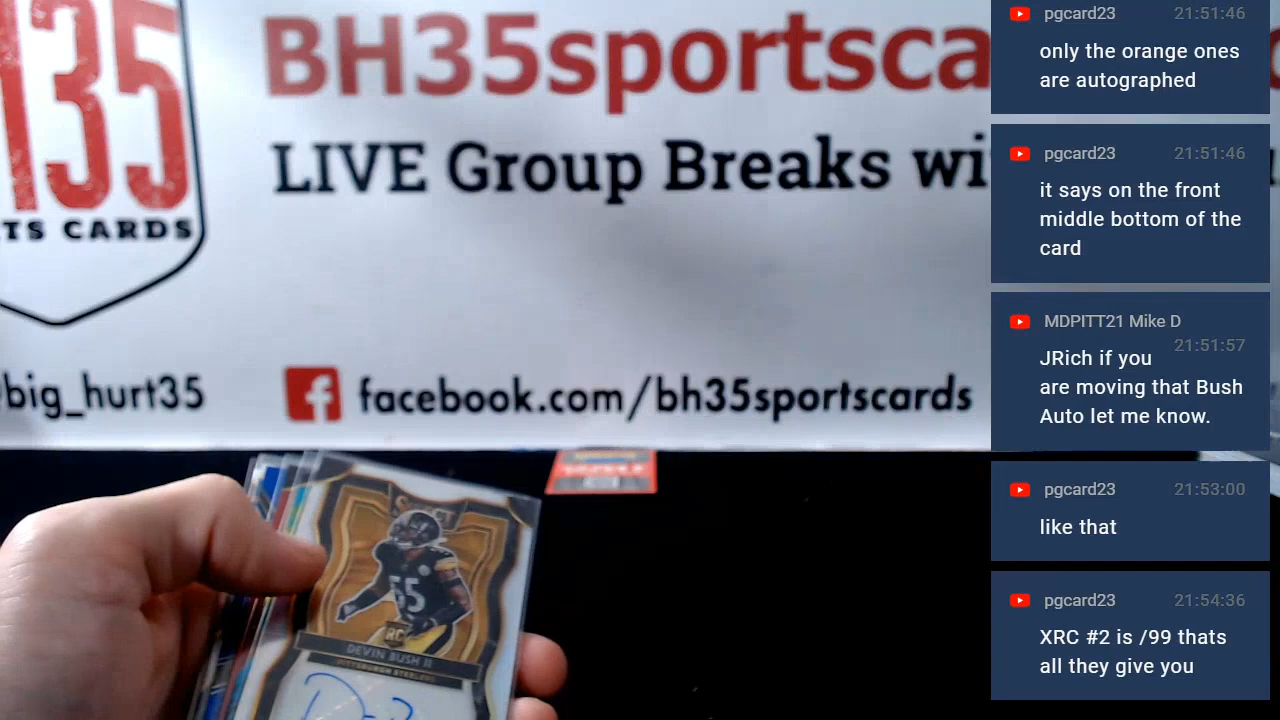 135
TS CARDS
BH35sportsca
LIVE Group Breaks wi
big_hurt35
facebook.com/bh35sportscards
55
RC
DEVIN BUSH II
PITTSBURGH STEELERS
pgcard23 21:51:46
only the orange ones
are autographed
pgcard23 21:51:46
it says on the front
middle bottom of the
card
MDPITT21 Mike D
21:51:57
JRich if you
are moving that Bush
Auto let me know.
pgcard23 21:53:00
like that
pgcard23 21:54:36
XRC #2 is /99 thats
all they give you